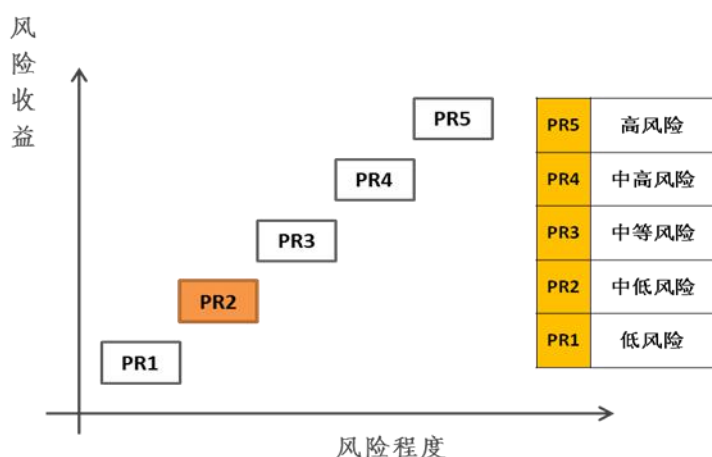 风险收益
PR5
PR4
PR3
PR2
PR1
风险程度
PR5 高风险
PR4 中高风险
PR3 中等风险
PR2 中低风险
PR1 低风险